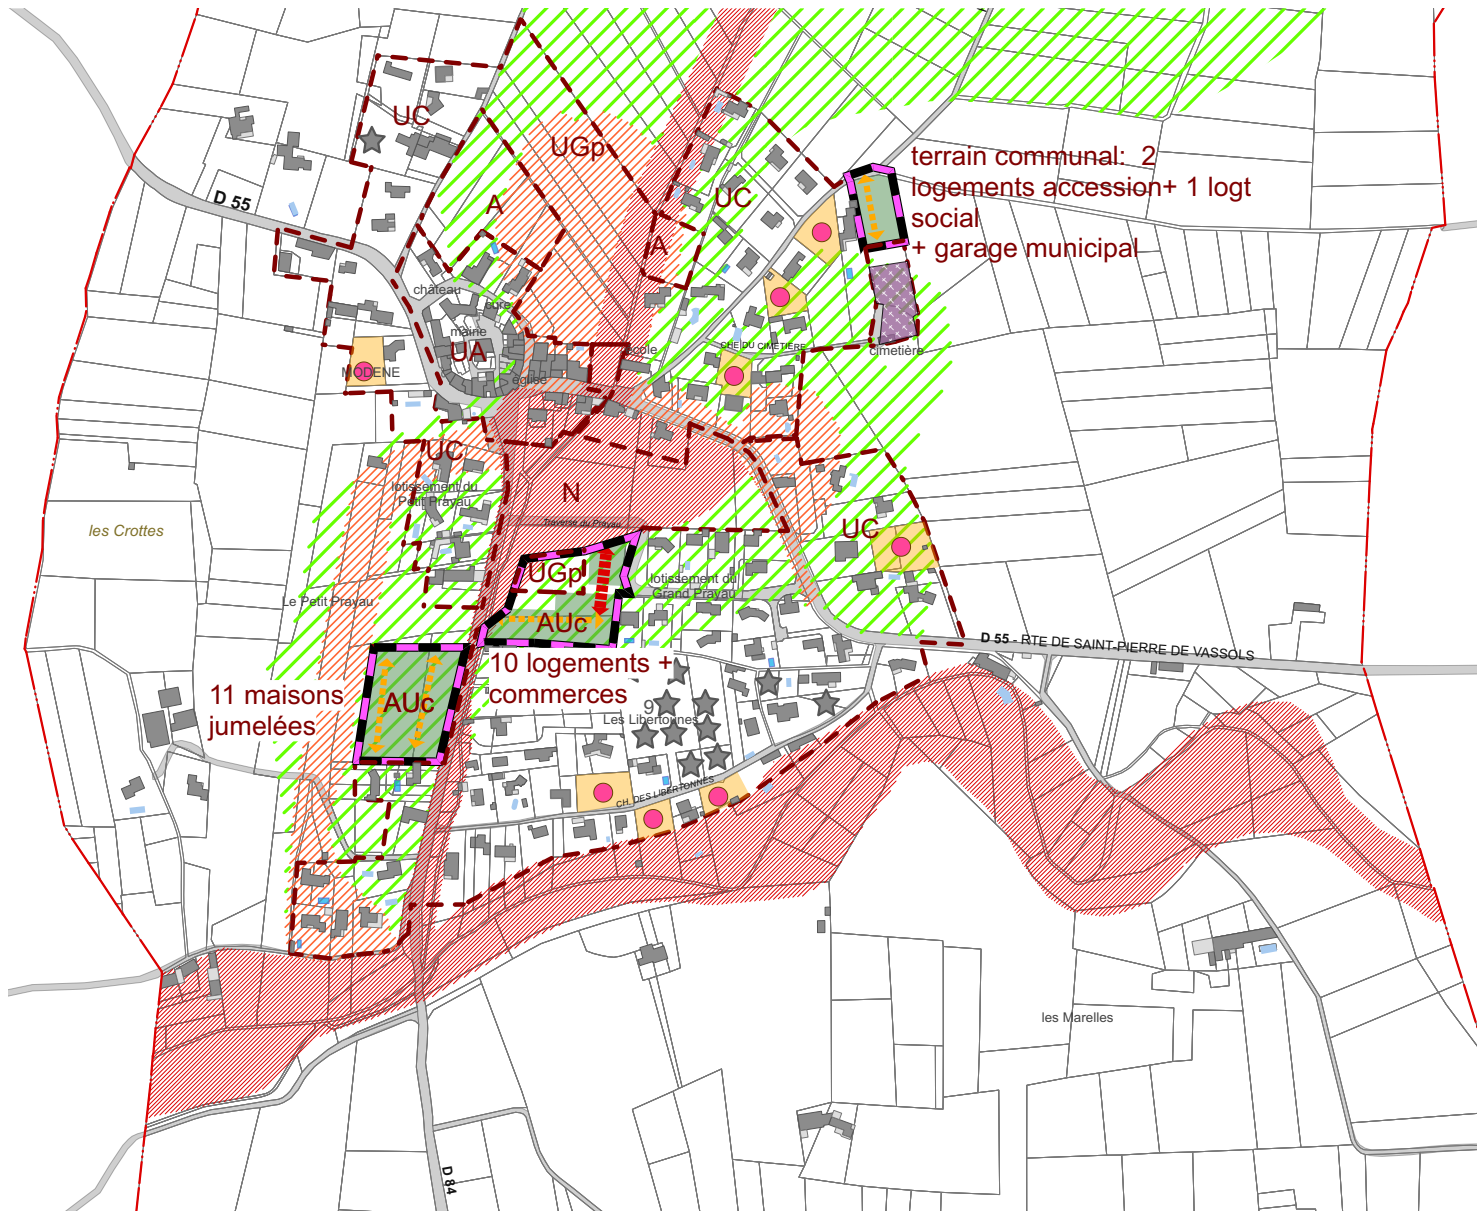 UC
D 55
UGp
A
UC
A
terrain communal: 2
logements accession+ 1 logt
social
+ garage municipal
château
cure
mairie
UA
église
école
CHE DU CIMETIERE
cimetière
MODENE
UC
lotissement du
Petit Prayau
N
Traverse du Prayau
UC
les Crottes
Le Petit Prayau
UGp
AUc
lotissement du
Grand Prayau
D 55 - RTE DE SAINT-PIERRE DE VASSOLS
10 logements +
commerces
11 maisons
jumelées
AUc
9
Les Libertonnes
CH. DES LIBERTONNES
les Marelles
D 84